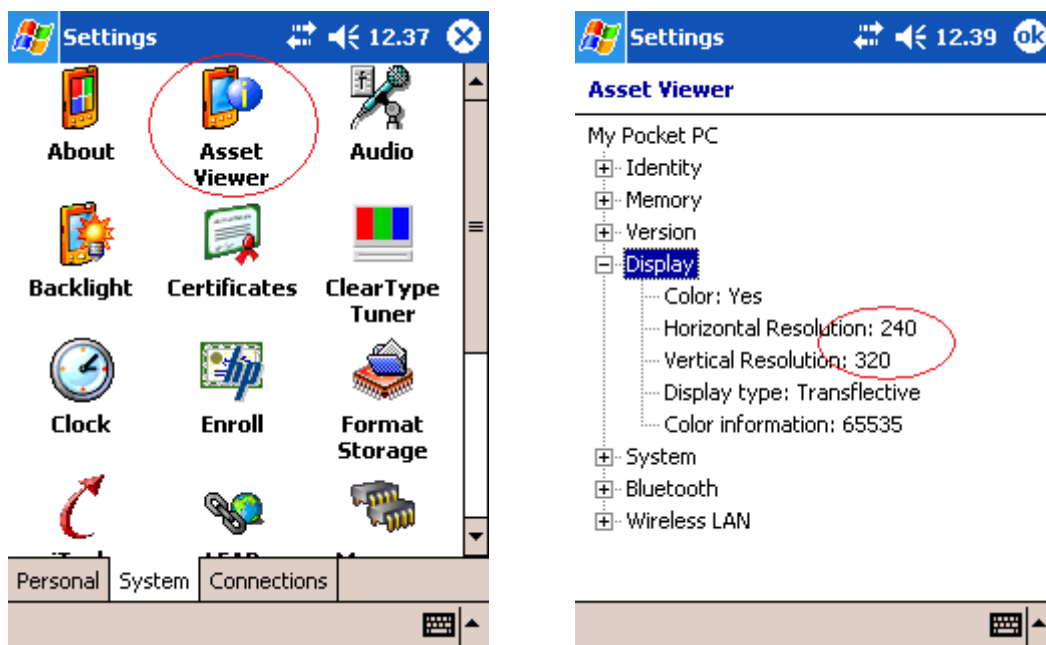 Settings 12.37
About Asset Viewer Audio
Backlight Certificates ClearType Tuner
Clock Enroll Format Storage
Personal System Connections
Settings 12.39 ok
Asset Viewer
My Pocket PC
Identity
Memory
Version
Display
Color: Yes
Horizontal Resolution: 240
Vertical Resolution: 320
Display type: Transflective
Color information: 65535
System
Bluetooth
Wireless LAN